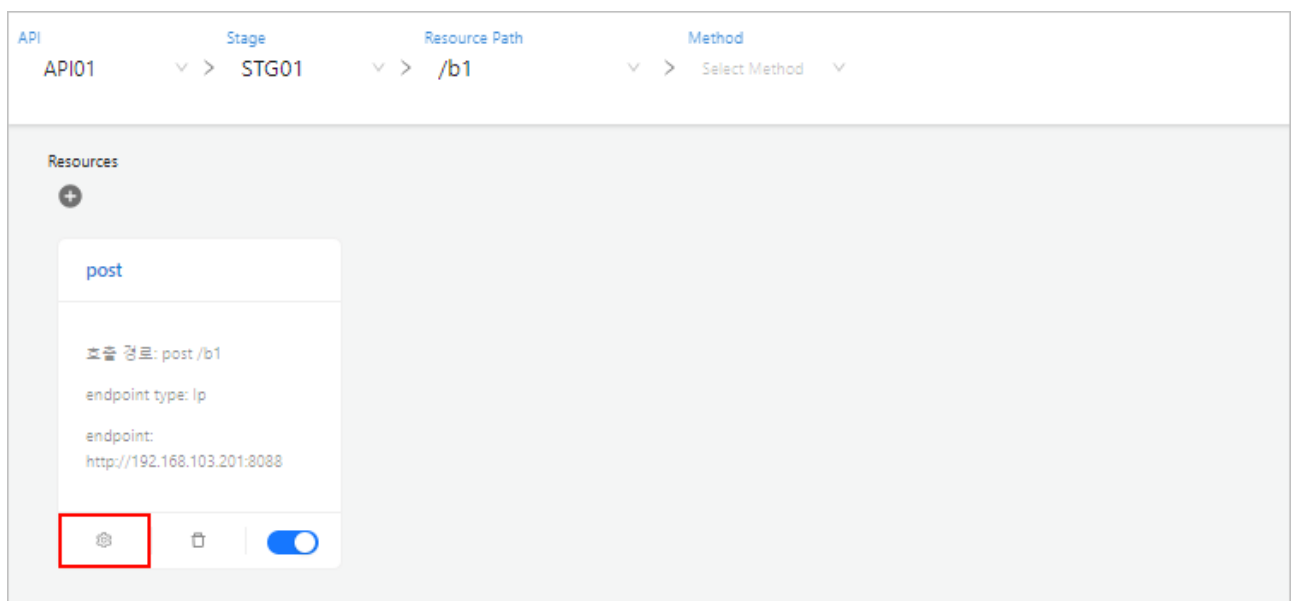 API Stage Resource Path Method
API01 > STG01 > /b1 > Select Method
Resources
post
호출 경로: post /b1
endpoint type: Ip
endpoint:
http://192.168.103.201:8088